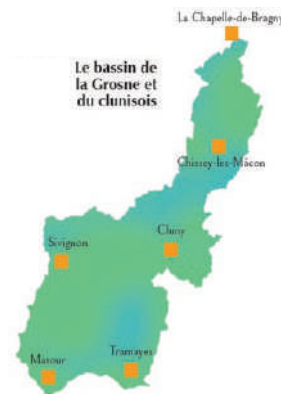 La Chapelle-de-Bragny
Le bassin de
la Grosne et
du clunisois
Chissey-lès-Mâcon
Cluny
Sivignon
Tramayes
Matour